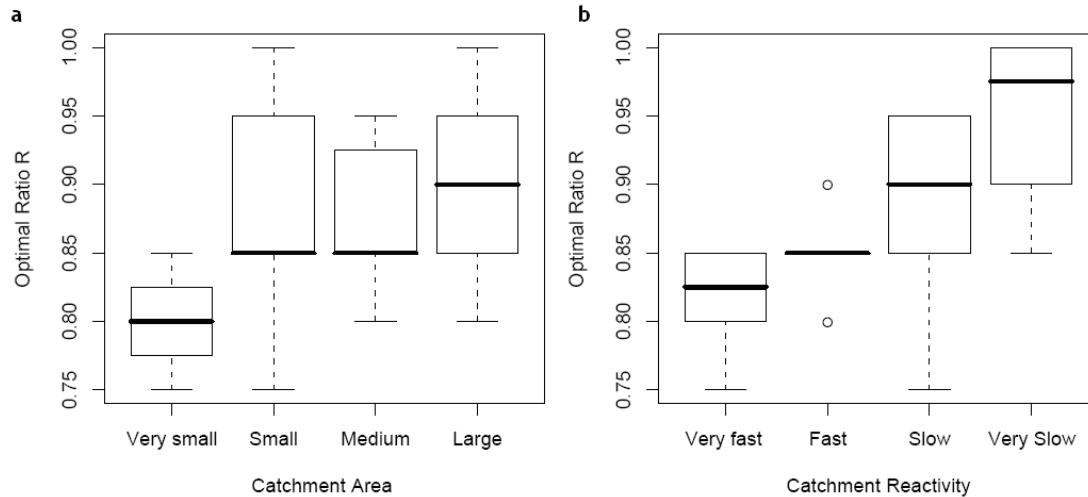 a
Optimal Ratio R
1.00
0.95
0.90
0.85
0.80
0.75
Very small Small Medium Large
Catchment Area
b
Optimal Ratio R
1.00
0.95
0.90
0.85
0.80
0.75
Very fast Fast Slow Very Slow
Catchment Reactivity